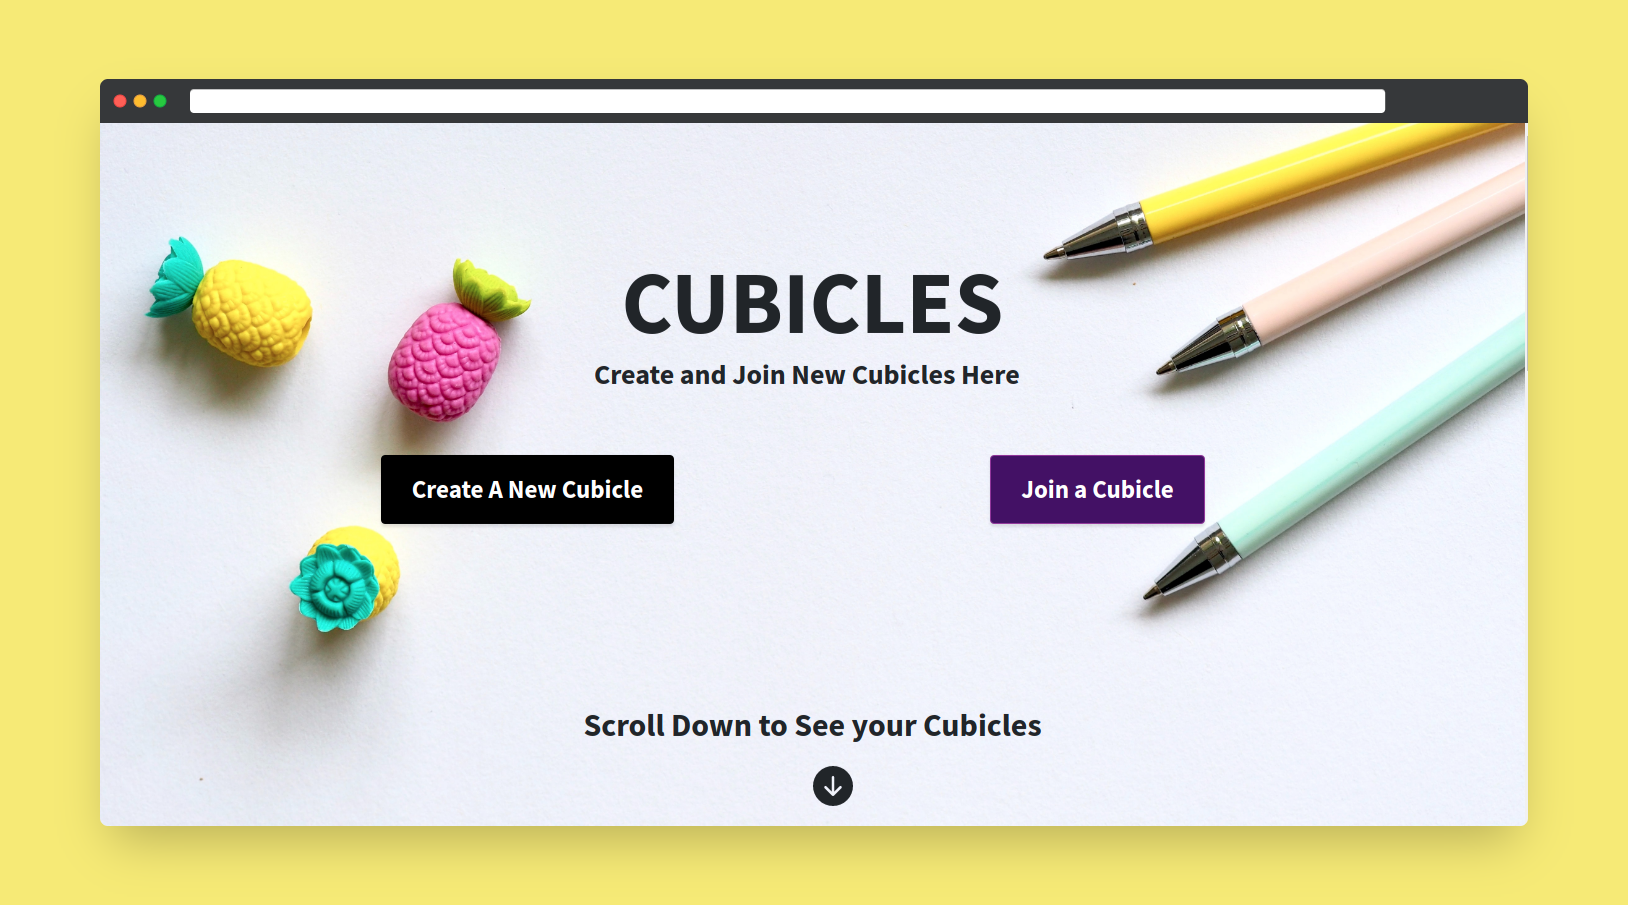 CUBICLES
Create and Join New Cubicles Here
Create A New Cubicle
Join a Cubicle
Scroll Down to See your Cubicles